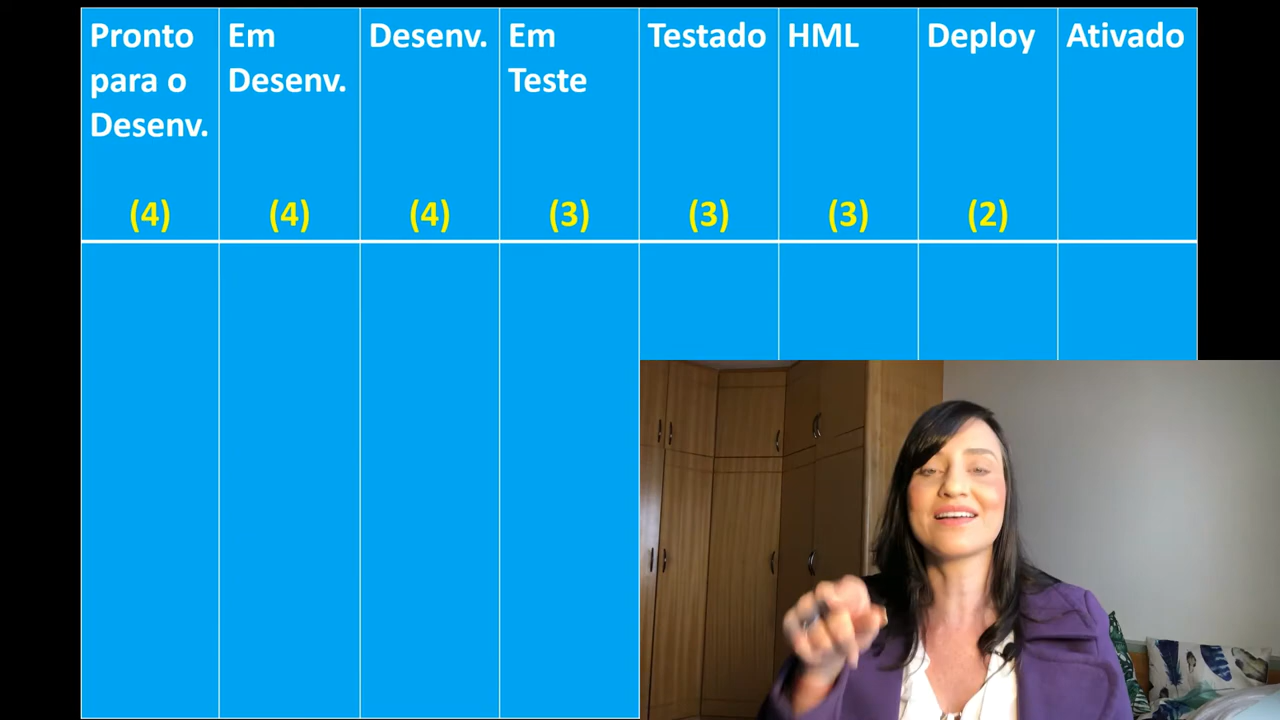 Pronto
para o
Desenv.
(4)
Em
Desenv.
(4)
Desenv.
(4)
Em
Teste
(3)
Testado
(3)
HML
(3)
Deploy
(2)
Ativado